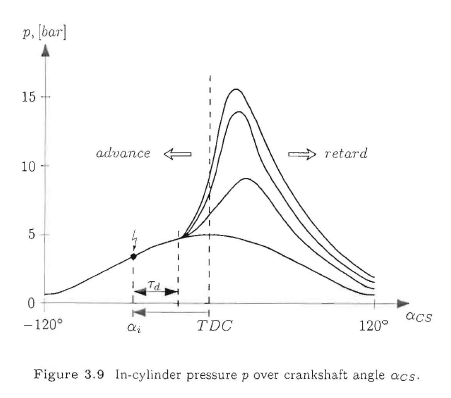 p, [bar]
15
advance
retard
10
5
τd
0
−120°
αi
TDC
120°
αCS
Figure 3.9 In-cylinder pressure p over crankshaft angle αCS.